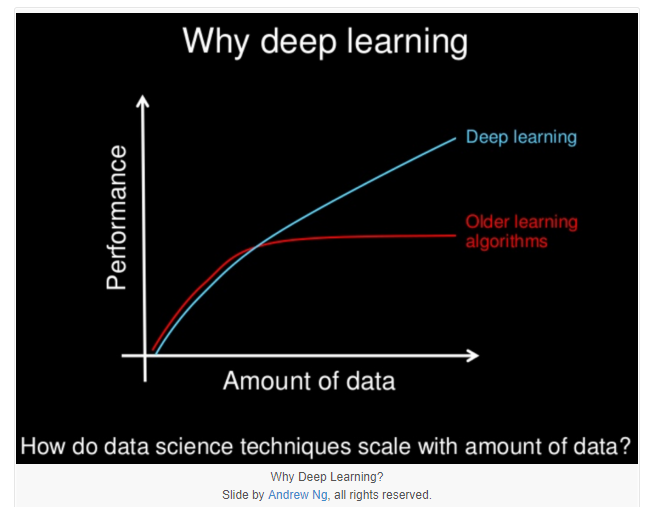 Why deep learning
Performance
Deep learning
Older learning
algorithms
Amount of data
How do data science techniques scale with amount of data?
Why Deep Learning?
Slide by Andrew Ng, all rights reserved.